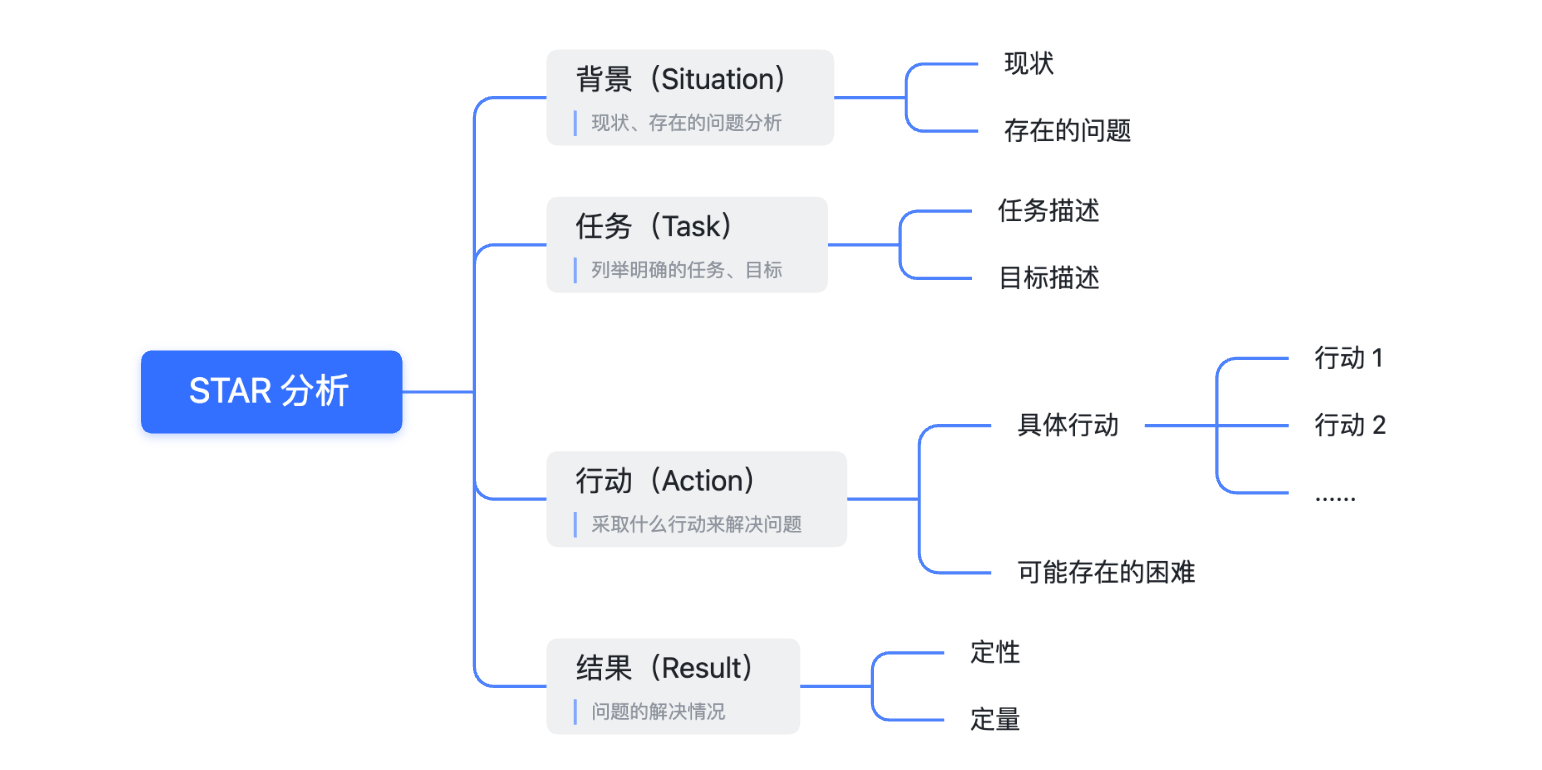 STAR 分析
背景（Situation）
现状、存在的问题分析
现状
存在的问题
任务（Task）
列举明确的任务、目标
任务描述
目标描述
行动（Action）
采取什么行动来解决问题
具体行动
行动 1
行动 2
......
可能存在的困难
结果（Result）
问题的解决情况
定性
定量